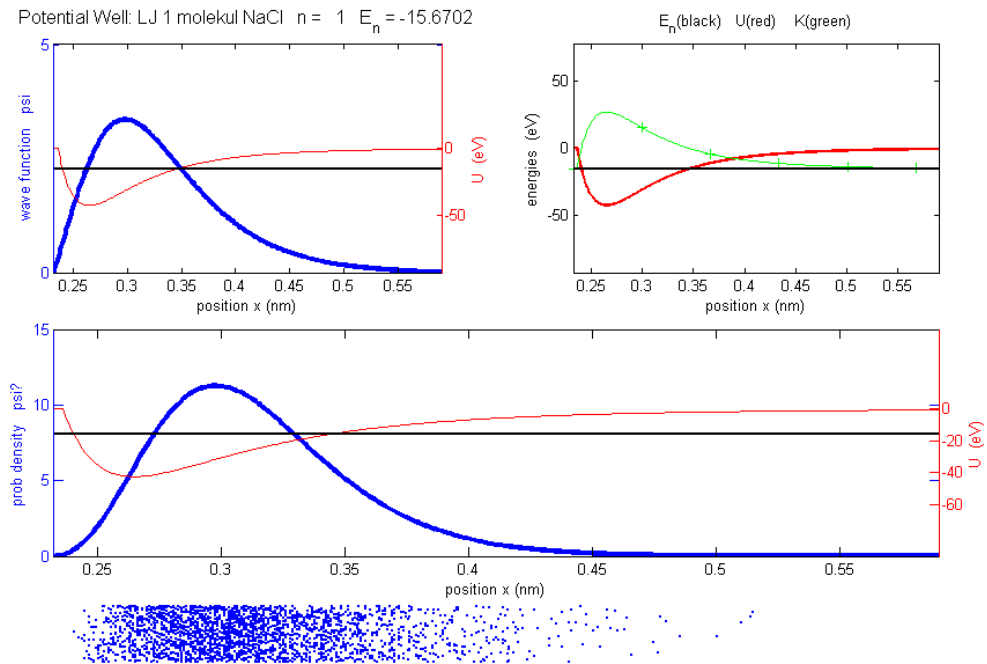 Potential Well: LJ 1 molekul NaCl n = 1 E_n = -15.6702
E_n(black) U(red) K(green)
5
0
wave function psi
0
-50
U (eV)
0.25 0.3 0.35 0.4 0.45 0.5 0.55
position x (nm)
50
0
-50
energies (eV)
0.25 0.3 0.35 0.4 0.45 0.5 0.55
position x (nm)
15
10
5
0
prob density psi?
0
-20
-40
-60
U (eV)
0.25 0.3 0.35 0.4 0.45 0.5 0.55
position x (nm)